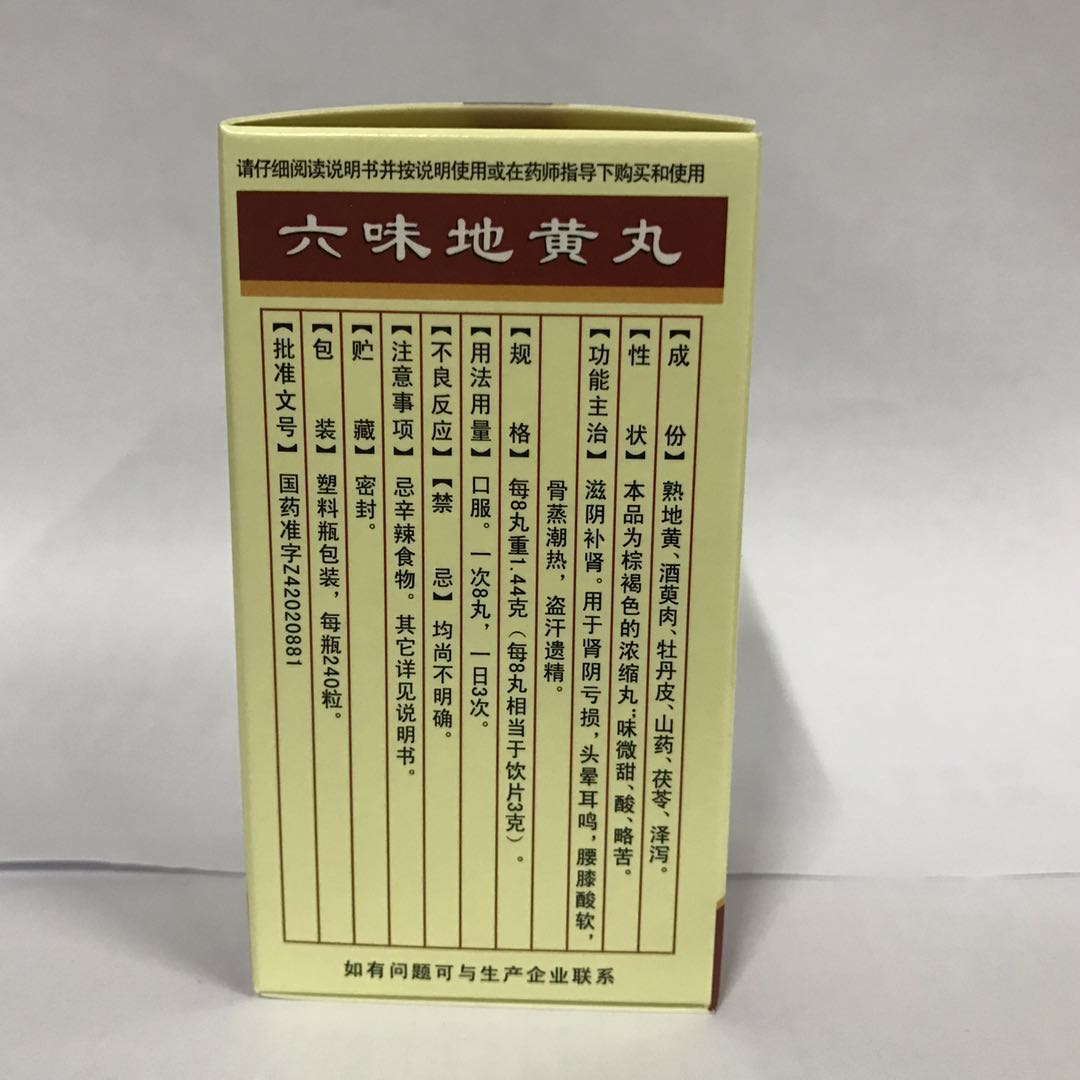 请仔细阅读说明书并按说明使用或在药师指导下购买和使用
六味地黄丸
【成份】熟地黄、酒萸肉、牡丹皮、山药、茯苓、泽泻。
【性状】本品为棕褐色的浓缩丸；味微甜、酸、略苦。
【功能主治】滋阴补肾。用于肾阴亏损，头晕耳鸣，腰膝酸软，
骨蒸潮热，盗汗遗精。
【规格】每8丸重1.44克（每8丸相当于饮片3克）。
【用法用量】口服。一次8丸，一日3次。
【不良反应】【禁忌】均尚不明确。
【注意事项】忌辛辣食物。其它详见说明书。
【贮藏】密封。
【包装】塑料瓶包装，每瓶240粒。
【批准文号】国药准字Z42020881
如有问题可与生产企业联系